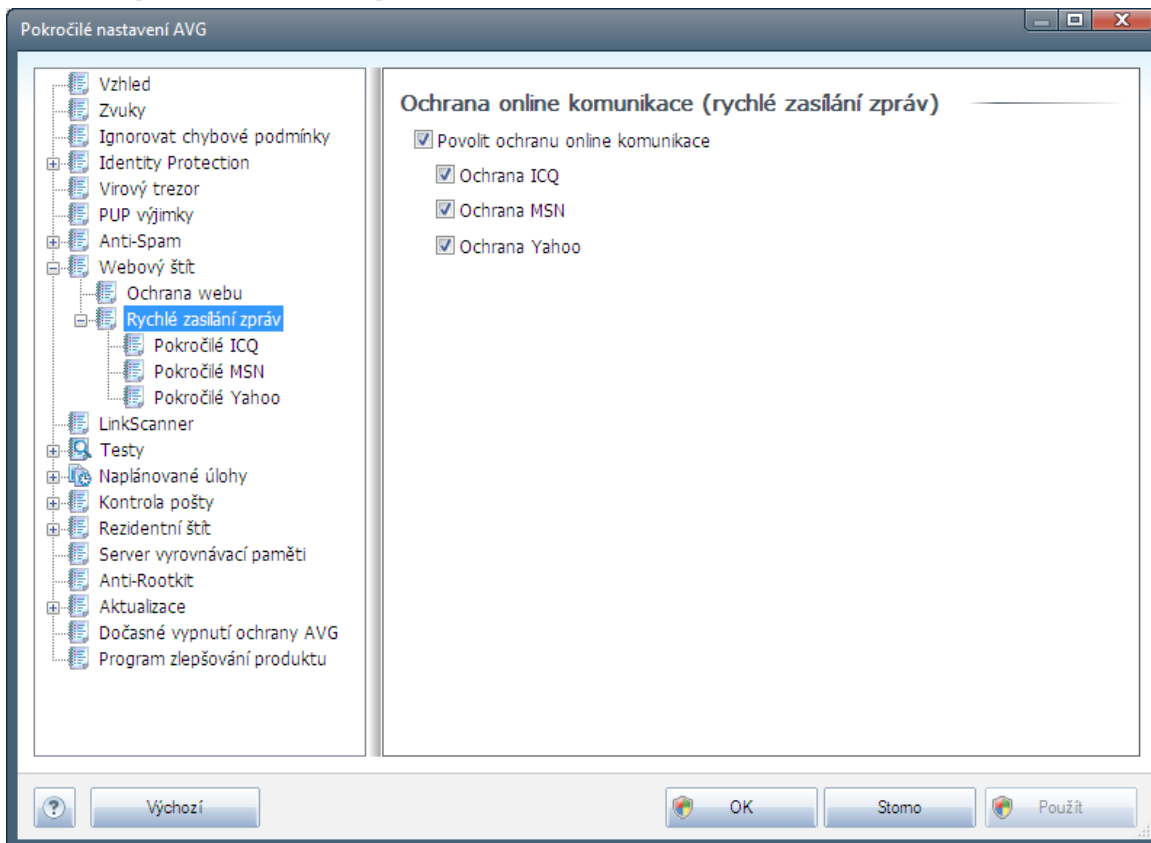 Pokročilé nastavení AVG
Vzhled
Zvuky
Ignorovat chybové podmínky
Identity Protection
Virový trezor
PUP výjimky
Anti-Spam
Webový štít
Ochrana webu
Rychlé zasílání zpráv
Pokročilé ICQ
Pokročilé MSN
Pokročilé Yahoo
LinkScanner
Testy
Naplánované úlohy
Kontrola pošty
Rezidentní štít
Server vyrovnávací paměti
Anti-Rootkit
Aktualizace
Dočasné vypnutí ochrany AVG
Program zlepšování produktu
Ochrana online komunikace (rychlé zasílání zpráv)
Povolit ochranu online komunikace
Ochrana ICQ
Ochrana MSN
Ochrana Yahoo
?
Výchozí
OK
Storno
Použít